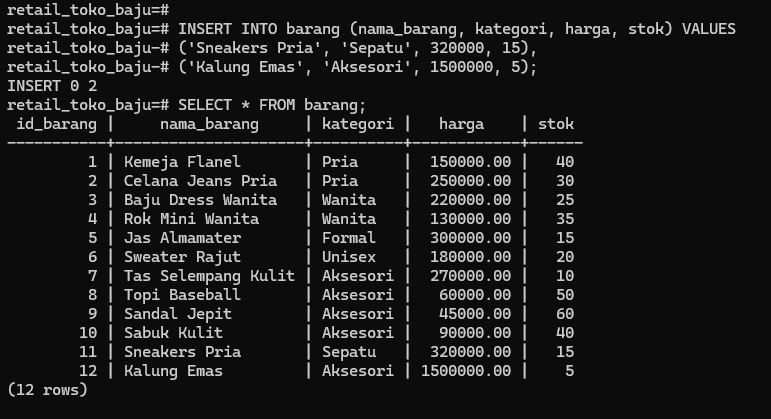 retail_toko_baju=#
retail_toko_baju=# INSERT INTO barang (nama_barang, kategori, harga, stok) VALUES
retail_toko_baju-# ('Sneakers Pria', 'Sepatu', 320000, 15),
retail_toko_baju-# ('Kalung Emas', 'Aksesori', 1500000, 5);
INSERT 0 2
retail_toko_baju=# SELECT * FROM barang;
 id_barang |     nama_barang     | kategori |   harga    | stok
-----------+---------------------+----------+------------+------
         1 | Kemeja Flanel       | Pria     |  150000.00 |   40
         2 | Celana Jeans Pria   | Pria     |  250000.00 |   30
         3 | Baju Dress Wanita   | Wanita   |  220000.00 |   25
         4 | Rok Mini Wanita     | Wanita   |  130000.00 |   35
         5 | Jas Almamater       | Formal   |  300000.00 |   15
         6 | Sweater Rajut       | Unisex   |  180000.00 |   20
         7 | Tas Selempang Kulit | Aksesori |  270000.00 |   10
         8 | Topi Baseball       | Aksesori |   60000.00 |   50
         9 | Sandal Jepit        | Aksesori |   45000.00 |   60
        10 | Sabuk Kulit         | Aksesori |   90000.00 |   40
        11 | Sneakers Pria       | Sepatu   |  320000.00 |   15
        12 | Kalung Emas         | Aksesori | 1500000.00 |    5
(12 rows)